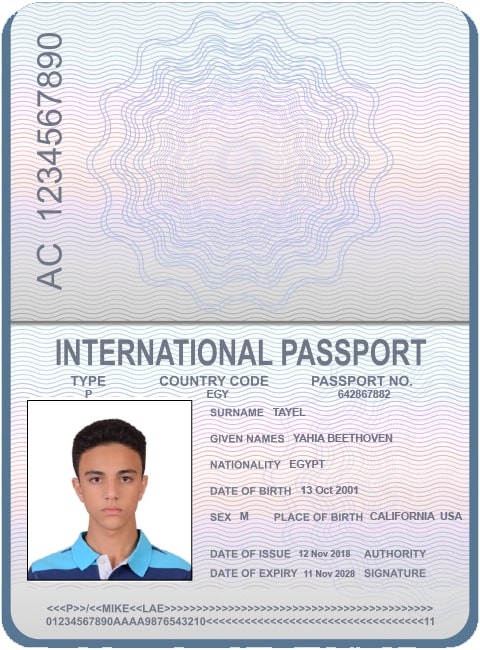 AC 1234567890
INTERNATIONAL PASSPORT
TYPE COUNTRY CODE PASSPORT NO.
P EGY 642867882
SURNAME TAYEL
GIVEN NAMES YAHIA BEETHOVEN
NATIONALITY EGYPT
DATE OF BIRTH 13 Oct 2001
SEX M PLACE OF BIRTH CALIFORNIA USA
DATE OF ISSUE 12 Nov 2018 AUTHORITY
DATE OF EXPIRY 11 Nov 2028 SIGNATURE
<<<P>>/<<MIKE<<LAE>>>>>>>>>>>>>>>>>>>>>>>>>>>>>>>>>>>>>>>>>
01234567890AAAA9876543210<<<<<<<<<<<<<<<<<<<<<<<<<<<<<<<<<<11